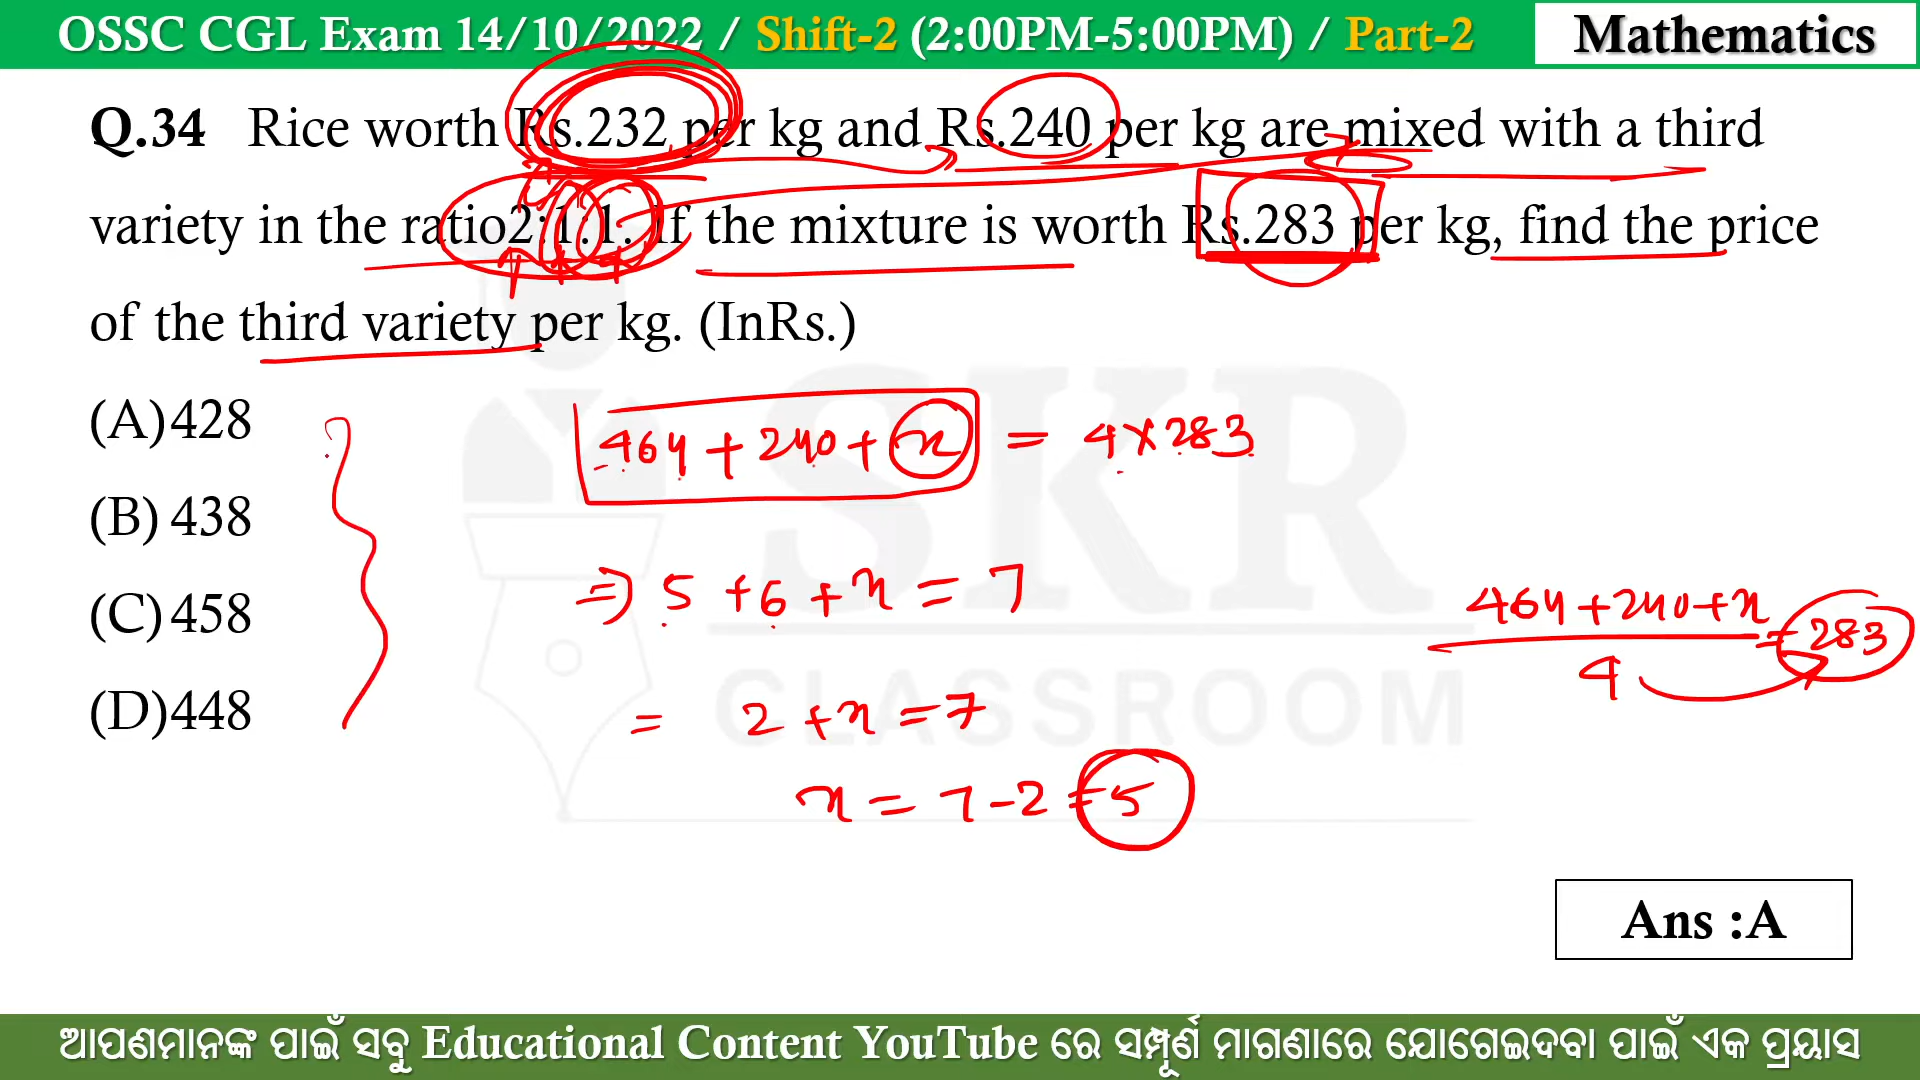 OSSC CGL Exam 14/10/2022 / Shift-2 (2:00PM-5:00PM) / Part-2
Mathematics
Q.34 Rice worth Rs.232 per kg and Rs.240 per kg are mixed with a third
variety in the ratio2:1:1. If the mixture is worth Rs.283 per kg, find the price
of the third variety per kg. (InRs.)
(A)428
(B) 438
(C)458
(D)448
464 + 240 + x = 4 × 283
⇒ 5 + 6 + x = 7
= 2 + x = 7
x = 7 - 2 = 5
464 + 240 + x = 283
4
SKR
CLASSROOM
Ans :A
ଆପଣମାନଙ୍କ ପାଇଁ ସବୁ Educational Content YouTube ରେ ସମ୍ପୂର୍ଣ ମାଗଣାରେ ଯୋଗେଇଦବା ପାଇଁ ଏକ ପ୍ରୟାସ